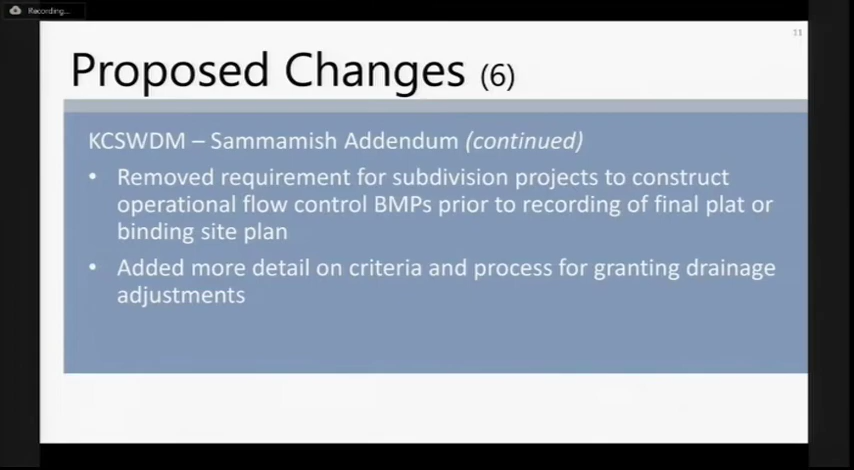 Recording...
11
Proposed Changes (6)
KCSWDM – Sammamish Addendum (continued)
• Removed requirement for subdivision projects to construct
operational flow control BMPs prior to recording of final plat or
binding site plan
• Added more detail on criteria and process for granting drainage
adjustments